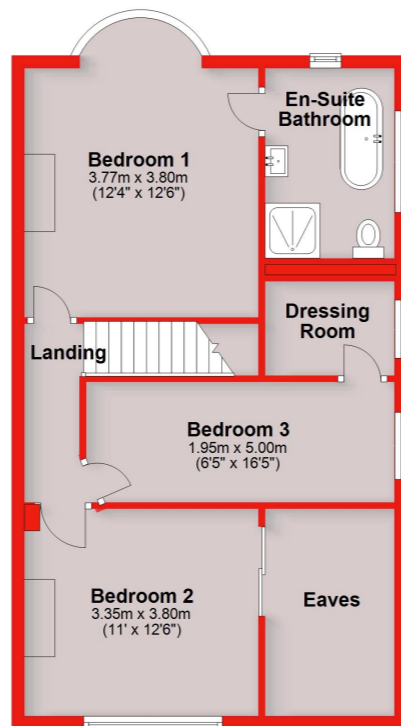 En-Suite
Bathroom
Bedroom 1
3.77m x 3.80m
(12'4" x 12'6")
Dressing
Room
Landing
Bedroom 3
1.95m x 5.00m
(6'5" x 16'5")
Bedroom 2
3.35m x 3.80m
(11' x 12'6")
Eaves